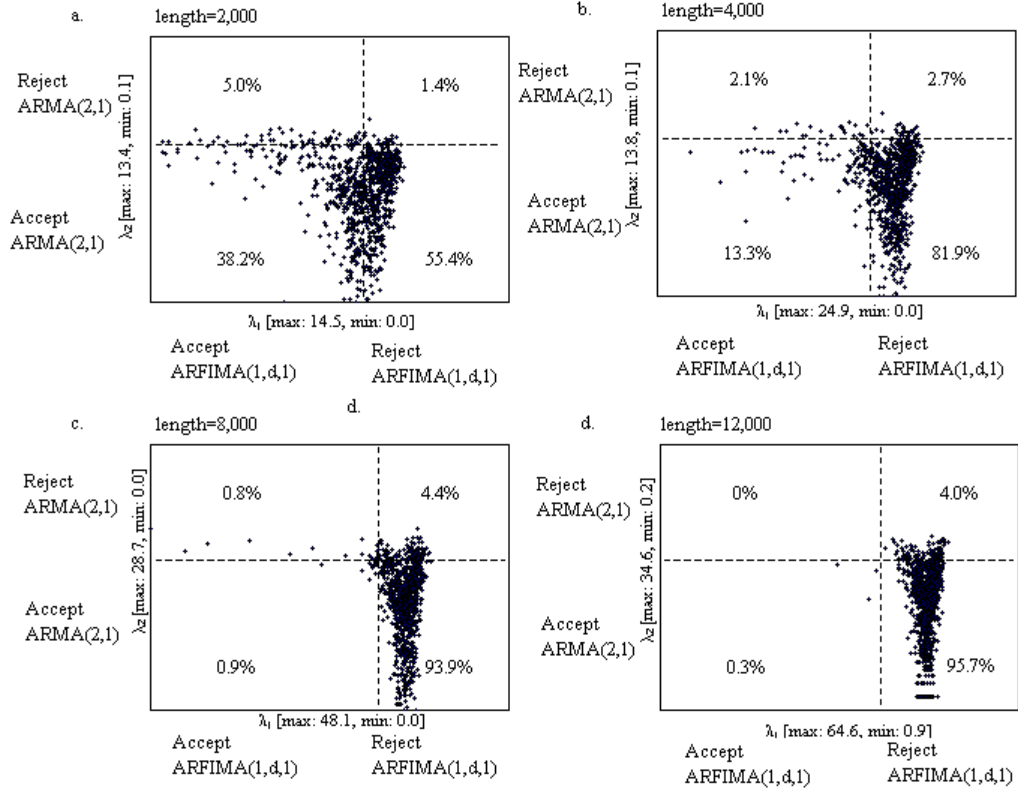 a.
length=2,000
Reject
ARMA(2,1)
5.0%
1.4%
λ₂ [max: 13.4, min: 0.1]
Accept
ARMA(2,1)
38.2%
55.4%
λ₁ [max: 14.5, min: 0.0]
Accept
ARFIMA(1,d,1)
Reject
ARFIMA(1,d,1)
b.
length=4,000
Reject
ARMA(2,1)
2.1%
2.7%
λ₂ [max: 13.8, min: 0.1]
Accept
ARMA(2,1)
13.3%
81.9%
λ₁ [max: 24.9, min: 0.0]
Accept
ARFIMA(1,d,1)
Reject
ARFIMA(1,d,1)
d.
c.
length=8,000
Reject
ARMA(2,1)
0.8%
4.4%
λ₂ [max: 28.7, min: 0.0]
Accept
ARMA(2,1)
0.9%
93.9%
λ₁ [max: 48.1, min: 0.0]
Accept
ARFIMA(1,d,1)
Reject
ARFIMA(1,d,1)
d.
length=12,000
Reject
ARMA(2,1)
0%
4.0%
λ₂ [max: 34.6, min: 0.2]
Accept
ARMA(2,1)
0.3%
95.7%
λ₁ [max: 64.6, min: 0.9]
Accept
ARFIMA(1,d,1)
Reject
ARFIMA(1,d,1)